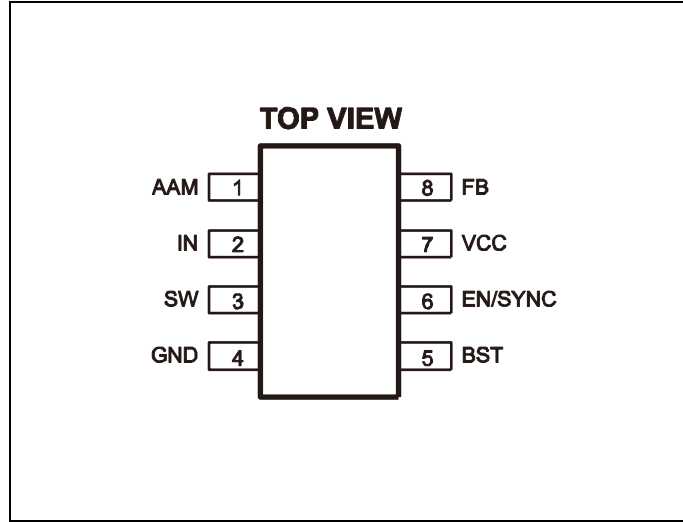 TOP VIEW
AAM 1 8 FB
IN 2 7 VCC
SW 3 6 EN/SYNC
GND 4 5 BST